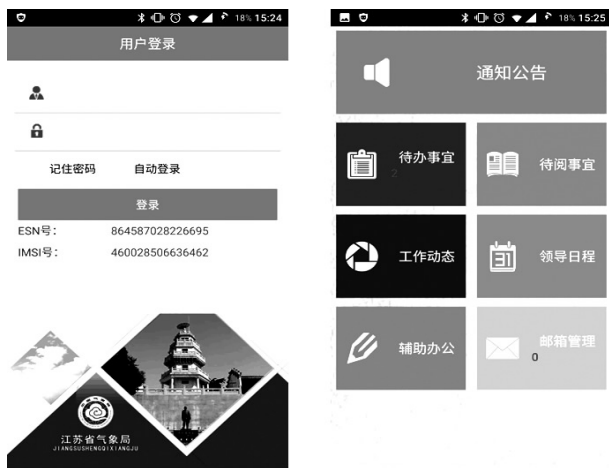 18% 15:24
用户登录
记住密码 自动登录
登录
ESN号： 864587028226695
IMSI号： 460028506636462
江苏省气象局
JIANGSUSHENGQIXIANGJU
18% 15:25
通知公告
待办事宜
2
待阅事宜
工作动态
31
领导日程
辅助办公
邮箱管理
0